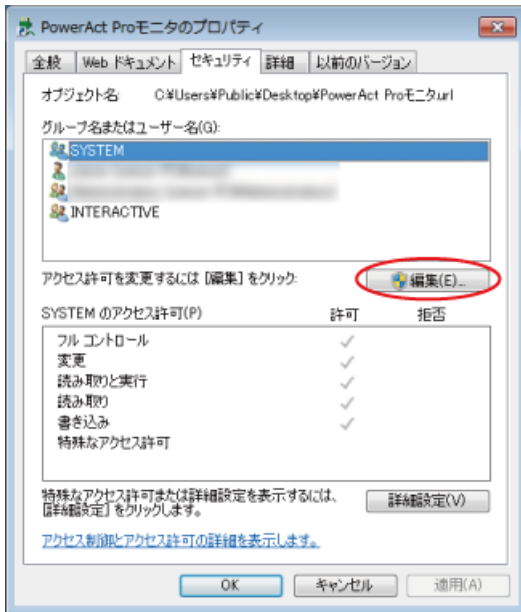 PowerAct Proモニタのプロパティ
全般 Web ドキュメント セキュリティ 詳細 以前のバージョン
オブジェクト名: C:¥Users¥Public¥Desktop¥PowerAct Proモニタ.url
グループ名またはユーザー名(G):
SYSTEM
INTERACTIVE
アクセス許可を変更するには [編集] をクリック: 編集(E)...
SYSTEM のアクセス許可(P) 許可 拒否
フル コントロール
変更
読み取りと実行
読み取り
書き込み
特殊なアクセス許可
特殊なアクセス許可または詳細設定を表示するには、 詳細設定(V)
[詳細設定] をクリックします。
アクセス制御とアクセス許可の詳細を表示します。
OK キャンセル 適用(A)